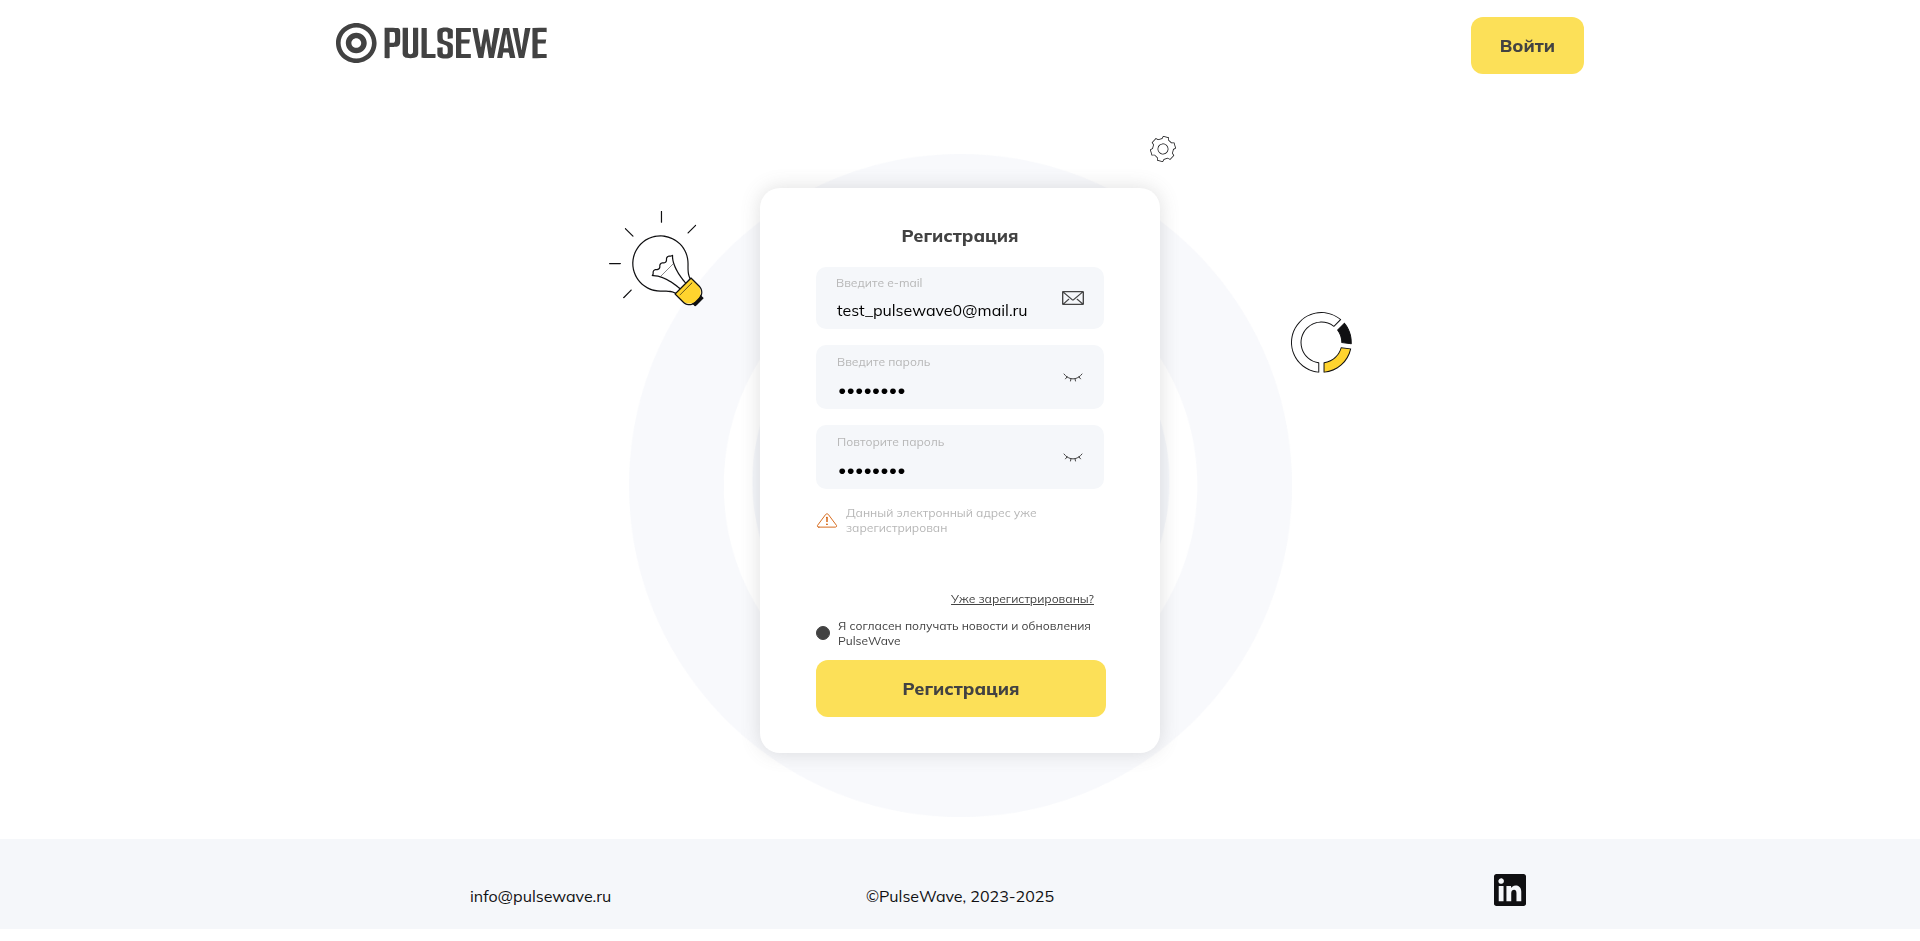 PULSEWAVE
Войти
Регистрация
Введите e-mail
test_pulsewave0@mail.ru
Введите пароль
••••••••
Повторите пароль
••••••••
Данный электронный адрес уже
зарегистрирован
Уже зарегистрированы?
Я согласен получать новости и обновления
PulseWave
Регистрация
info@pulsewave.ru
©PulseWave, 2023-2025
in